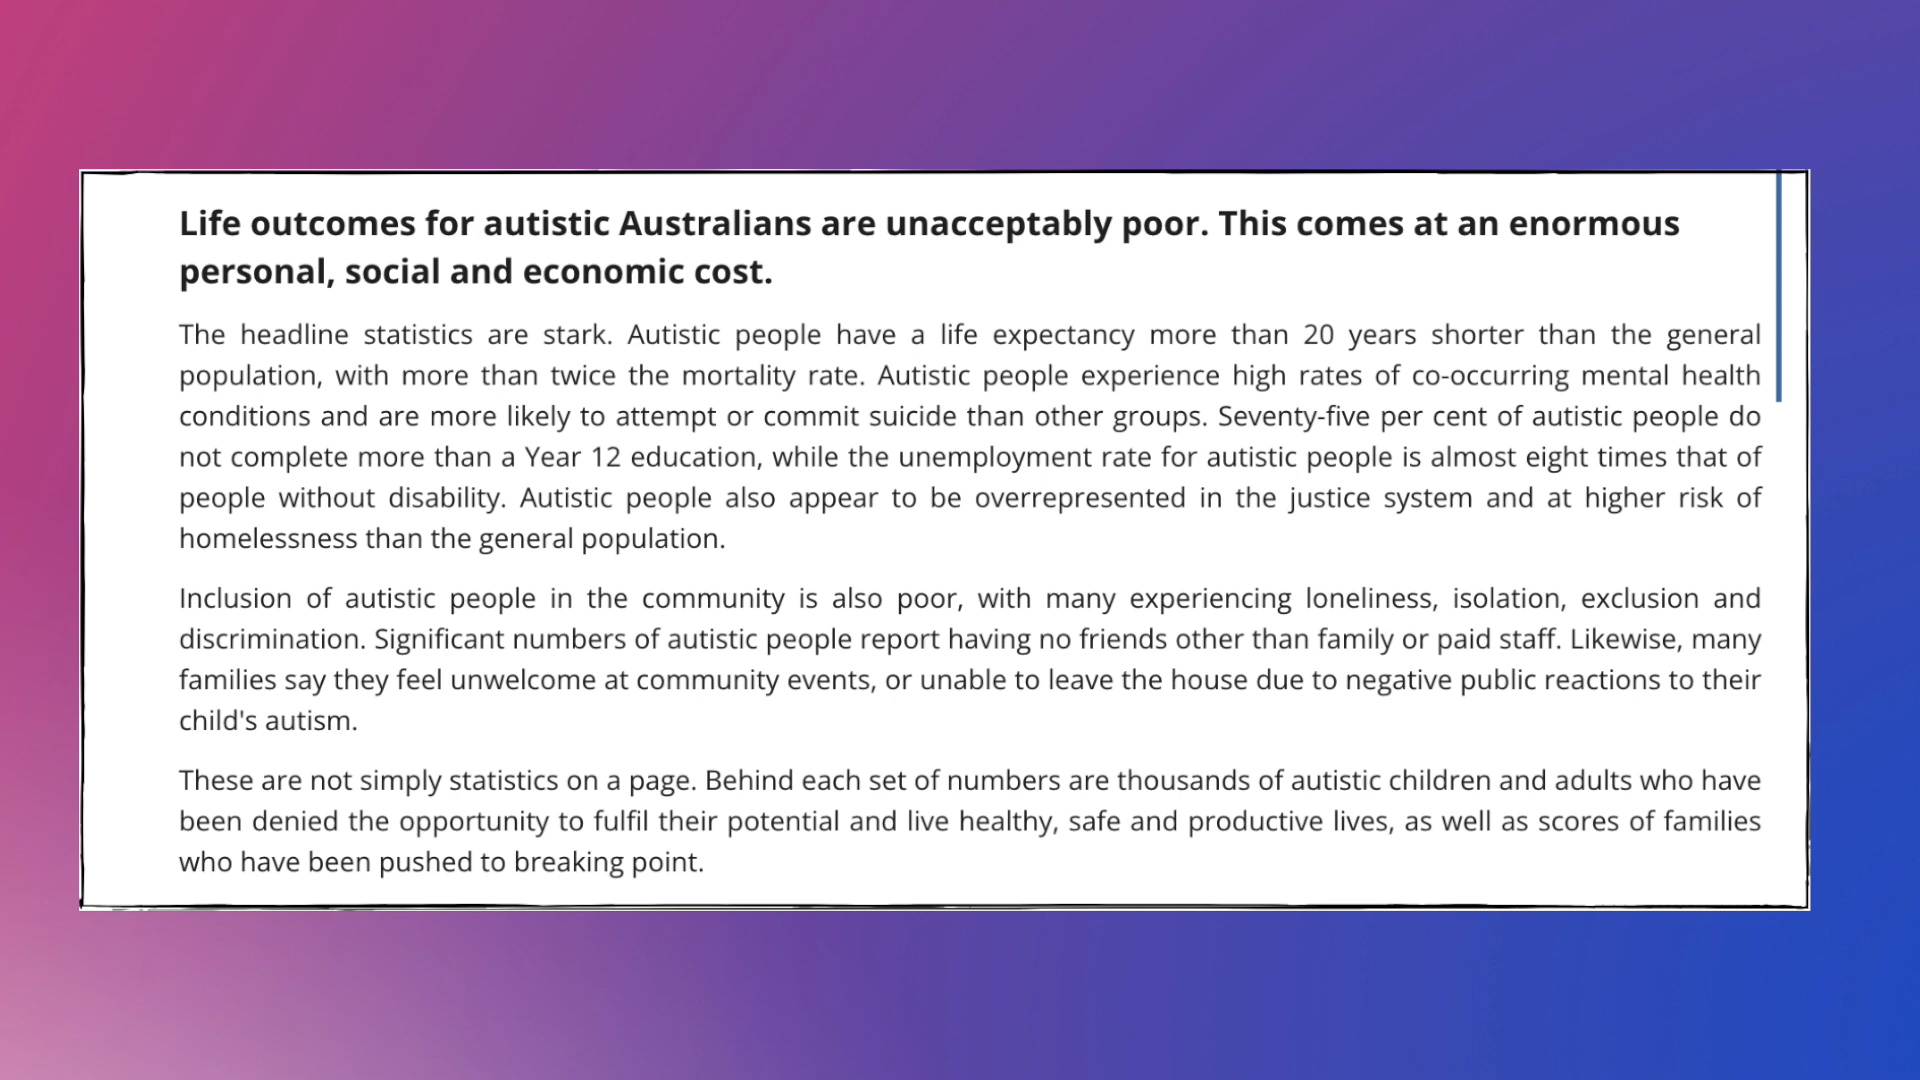 Life outcomes for autistic Australians are unacceptably poor. This comes at an enormous
personal, social and economic cost.
The headline statistics are stark. Autistic people have a life expectancy more than 20 years shorter than the general
population, with more than twice the mortality rate. Autistic people experience high rates of co-occurring mental health
conditions and are more likely to attempt or commit suicide than other groups. Seventy-five per cent of autistic people do
not complete more than a Year 12 education, while the unemployment rate for autistic people is almost eight times that of
people without disability. Autistic people also appear to be overrepresented in the justice system and at higher risk of
homelessness than the general population.
Inclusion of autistic people in the community is also poor, with many experiencing loneliness, isolation, exclusion and
discrimination. Significant numbers of autistic people report having no friends other than family or paid staff. Likewise, many
families say they feel unwelcome at community events, or unable to leave the house due to negative public reactions to their
child's autism.
These are not simply statistics on a page. Behind each set of numbers are thousands of autistic children and adults who have
been denied the opportunity to fulfil their potential and live healthy, safe and productive lives, as well as scores of families
who have been pushed to breaking point.